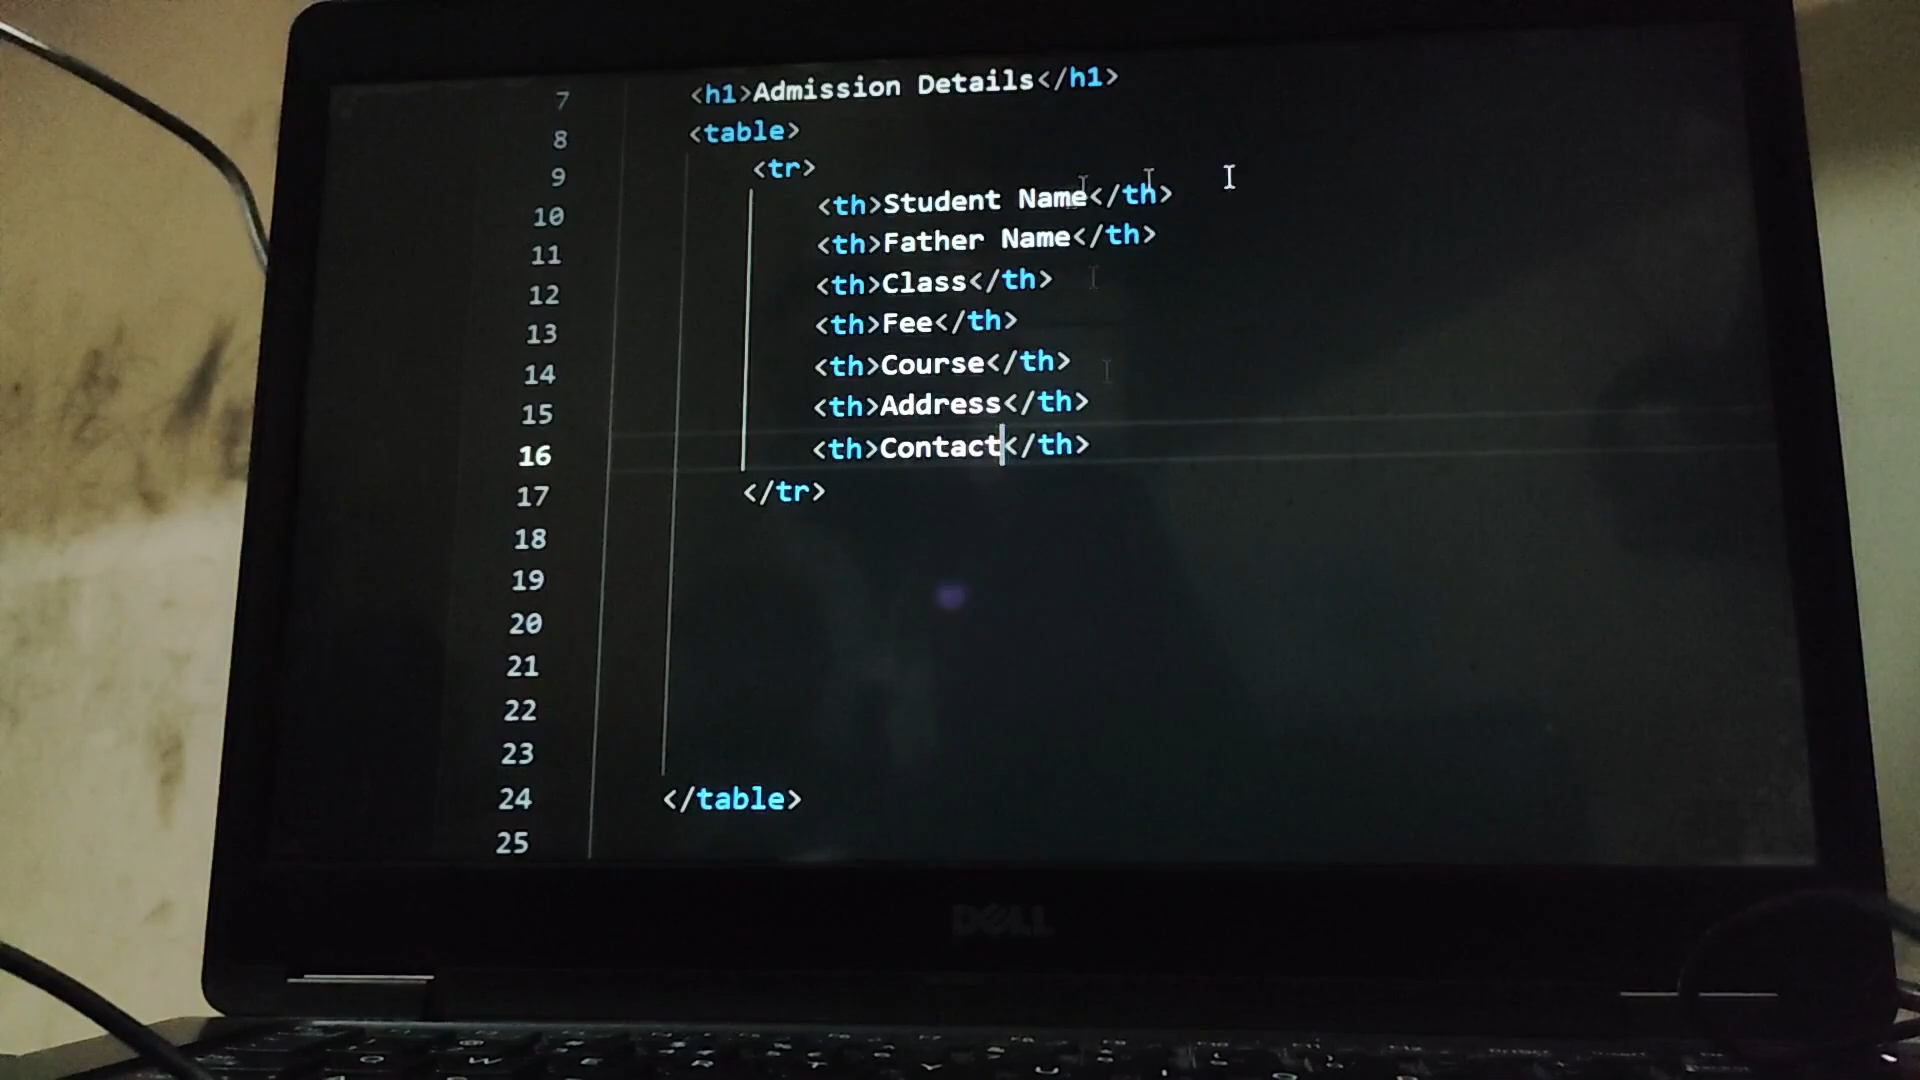 7 <h1>Admission Details</h1>
8 <table>
9 <tr>
10 <th>Student Name</th>
11 <th>Father Name</th>
12 <th>Class</th>
13 <th>Fee</th>
14 <th>Course</th>
15 <th>Address</th>
16 <th>Contact</th>
17 </tr>
18
19
20
21
22
23
24 </table>
25
DELL